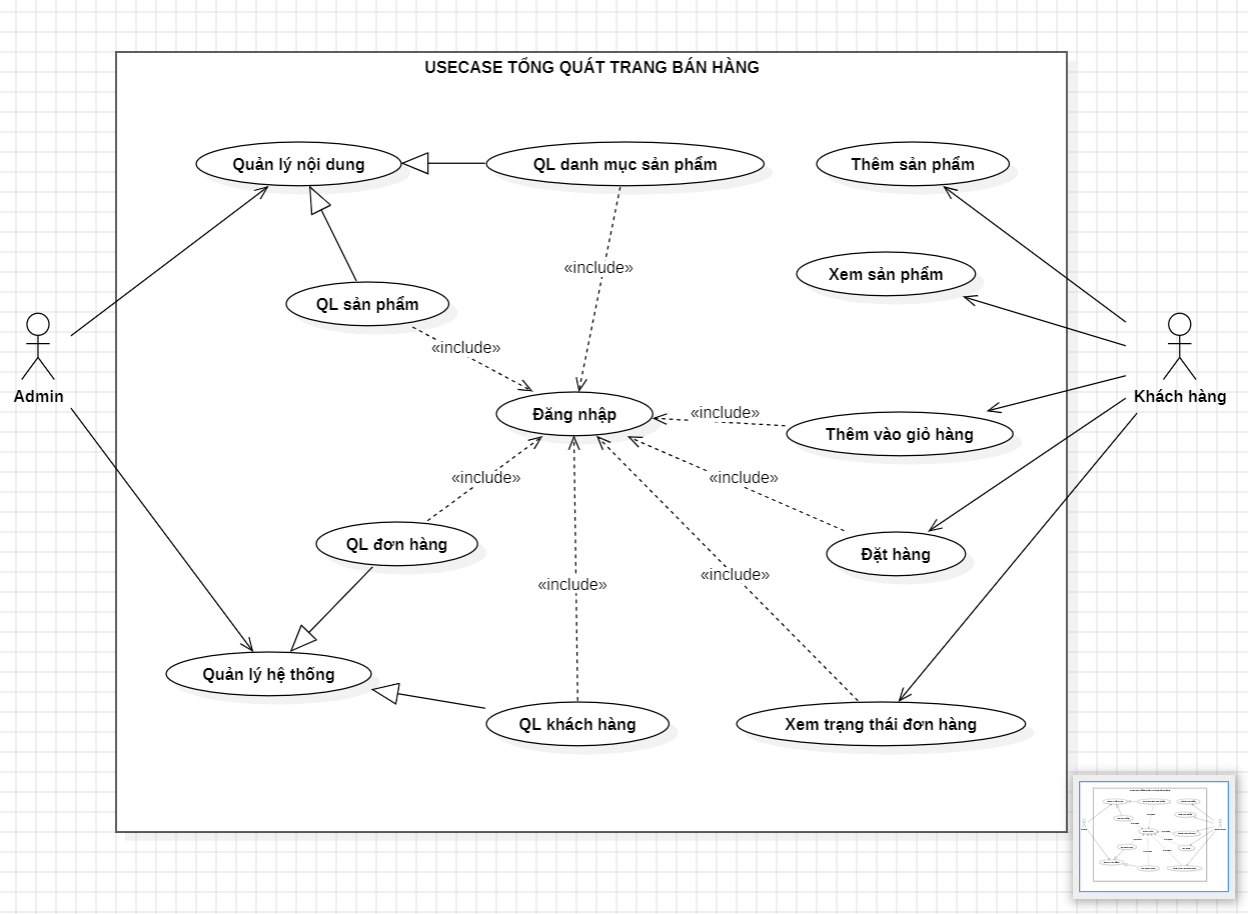 USECASE TỔNG QUÁT TRANG BÁN HÀNG
Quản lý nội dung
QL danh mục sản phẩm
Thêm sản phẩm
«include»
Xem sản phẩm
QL sản phẩm
«include»
Admin
Khách hàng
Đăng nhập
«include»
Thêm vào giỏ hàng
«include»
«include»
QL đơn hàng
Đặt hàng
«include»
«include»
Quản lý hệ thống
QL khách hàng
Xem trạng thái đơn hàng